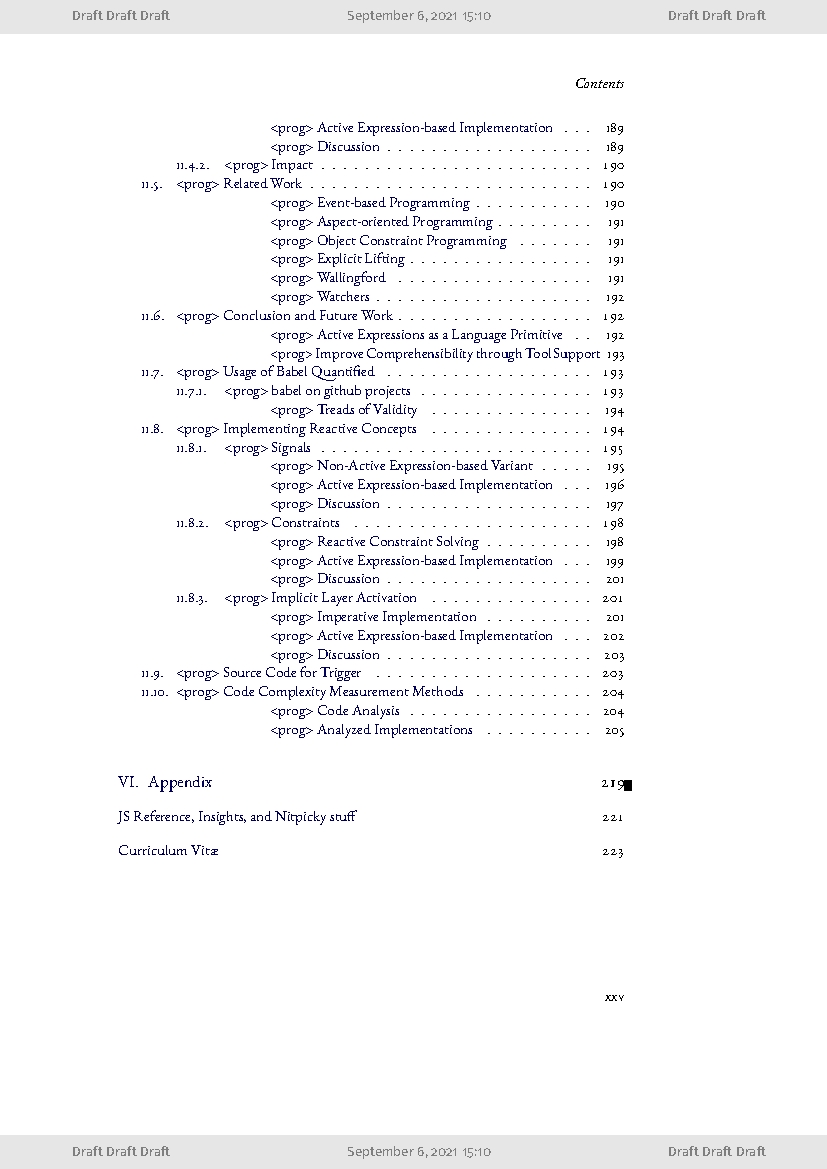 Draft Draft Draft September 6, 2021 15:10 Draft Draft Draft
Contents
<prog> Active Expression-based Implementation . . . 189
<prog> Discussion . . . . . . . . . . . . . . . . . . . 189
11.4.2. <prog> Impact . . . . . . . . . . . . . . . . . . . . . . . . . 190
11.5. <prog> Related Work . . . . . . . . . . . . . . . . . . . . . . . . . . 190
<prog> Event-based Programming . . . . . . . . . . . 190
<prog> Aspect-oriented Programming . . . . . . . . . 191
<prog> Object Constraint Programming . . . . . . . 191
<prog> Explicit Lifting . . . . . . . . . . . . . . . . . 191
<prog> Wallingford . . . . . . . . . . . . . . . . . . 191
<prog> Watchers . . . . . . . . . . . . . . . . . . . . 192
11.6. <prog> Conclusion and Future Work . . . . . . . . . . . . . . . . . . 192
<prog> Active Expressions as a Language Primitive . . 192
<prog> Improve Comprehensibility through Tool Support 193
11.7. <prog> Usage of Babel Quantified . . . . . . . . . . . . . . . . . . . 193
11.7.1. <prog> babel on github projects . . . . . . . . . . . . . . . . 193
<prog> Treads of Validity . . . . . . . . . . . . . . . 194
11.8. <prog> Implementing Reactive Concepts . . . . . . . . . . . . . . . 194
11.8.1. <prog> Signals . . . . . . . . . . . . . . . . . . . . . . . . . 195
<prog> Non-Active Expression-based Variant . . . . . 195
<prog> Active Expression-based Implementation . . . 196
<prog> Discussion . . . . . . . . . . . . . . . . . . . 197
11.8.2. <prog> Constraints . . . . . . . . . . . . . . . . . . . . . . 198
<prog> Reactive Constraint Solving . . . . . . . . . . 198
<prog> Active Expression-based Implementation . . . 199
<prog> Discussion . . . . . . . . . . . . . . . . . . . 201
11.8.3. <prog> Implicit Layer Activation . . . . . . . . . . . . . . . 201
<prog> Imperative Implementation . . . . . . . . . . 201
<prog> Active Expression-based Implementation . . . 202
<prog> Discussion . . . . . . . . . . . . . . . . . . . 203
11.9. <prog> Source Code for Trigger . . . . . . . . . . . . . . . . . . . . 203
11.10. <prog> Code Complexity Measurement Methods . . . . . . . . . . . 204
<prog> Code Analysis . . . . . . . . . . . . . . . . . 204
<prog> Analyzed Implementations . . . . . . . . . . 205
VI. Appendix 219
JS Reference, Insights, and Nitpicky stuff 221
Curriculum Vitæ 223
xxv
Draft Draft Draft September 6, 2021 15:10 Draft Draft Draft